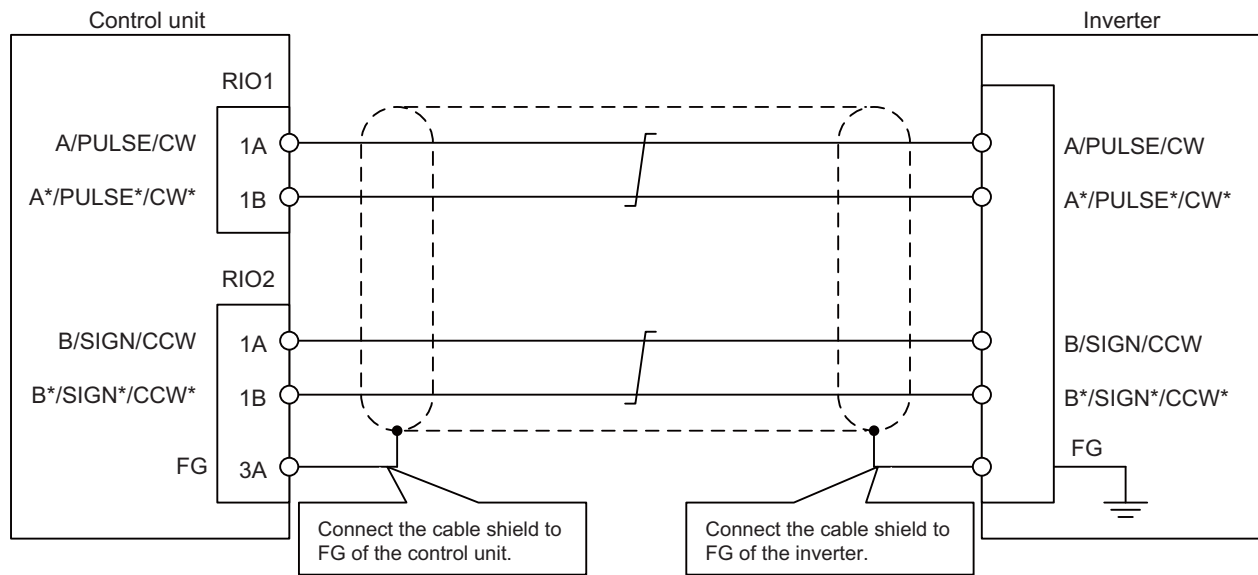 Control unit
Inverter
RIO1
A/PULSE/CW
1A
A/PULSE/CW
A*/PULSE*/CW*
1B
A*/PULSE*/CW*
RIO2
B/SIGN/CCW
1A
B/SIGN/CCW
B*/SIGN*/CCW*
1B
B*/SIGN*/CCW*
FG
3A
FG
Connect the cable shield to
FG of the control unit.
Connect the cable shield to
FG of the inverter.